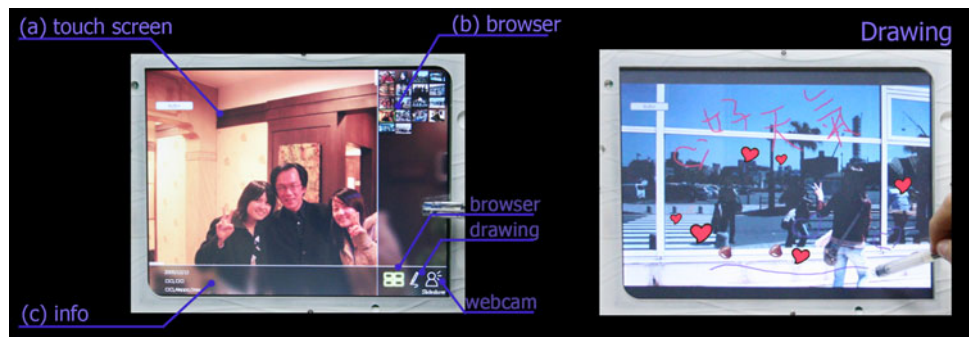 (a) touch screen
(b) browser
Drawing
好天氣
browser
drawing
webcam
(c) info